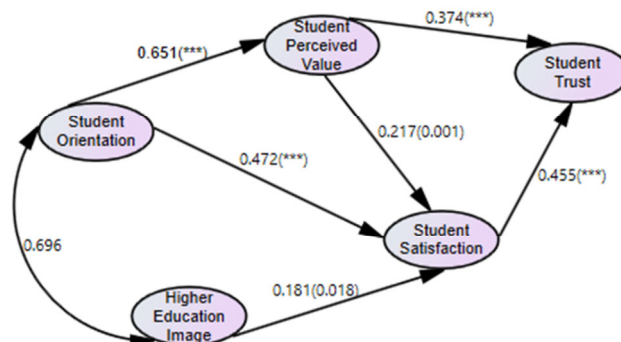 0.374(***)
Student
Perceived
Value
Student
Trust
0.651(***)
Student
Orientation
0.217(0.001)
0.472(***)
0.455(***)
Student
Satisfaction
0.696
0.181(0.018)
Higher
Education
Image